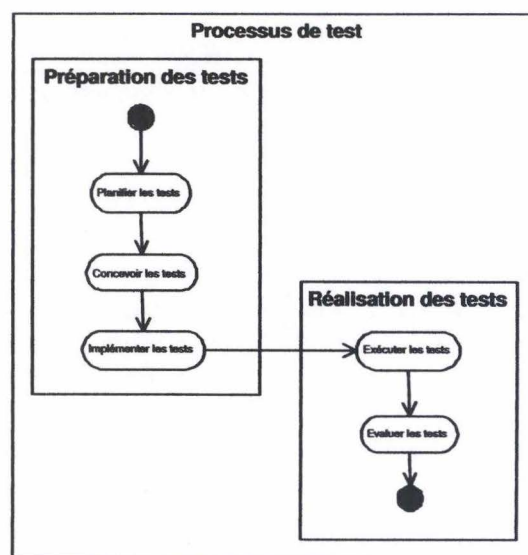 Processus de test
Préparation des tests
Planifier les tests
Concevoir les tests
Implémenter les tests
Réalisation des tests
Exécuter les tests
Evaluer les tests